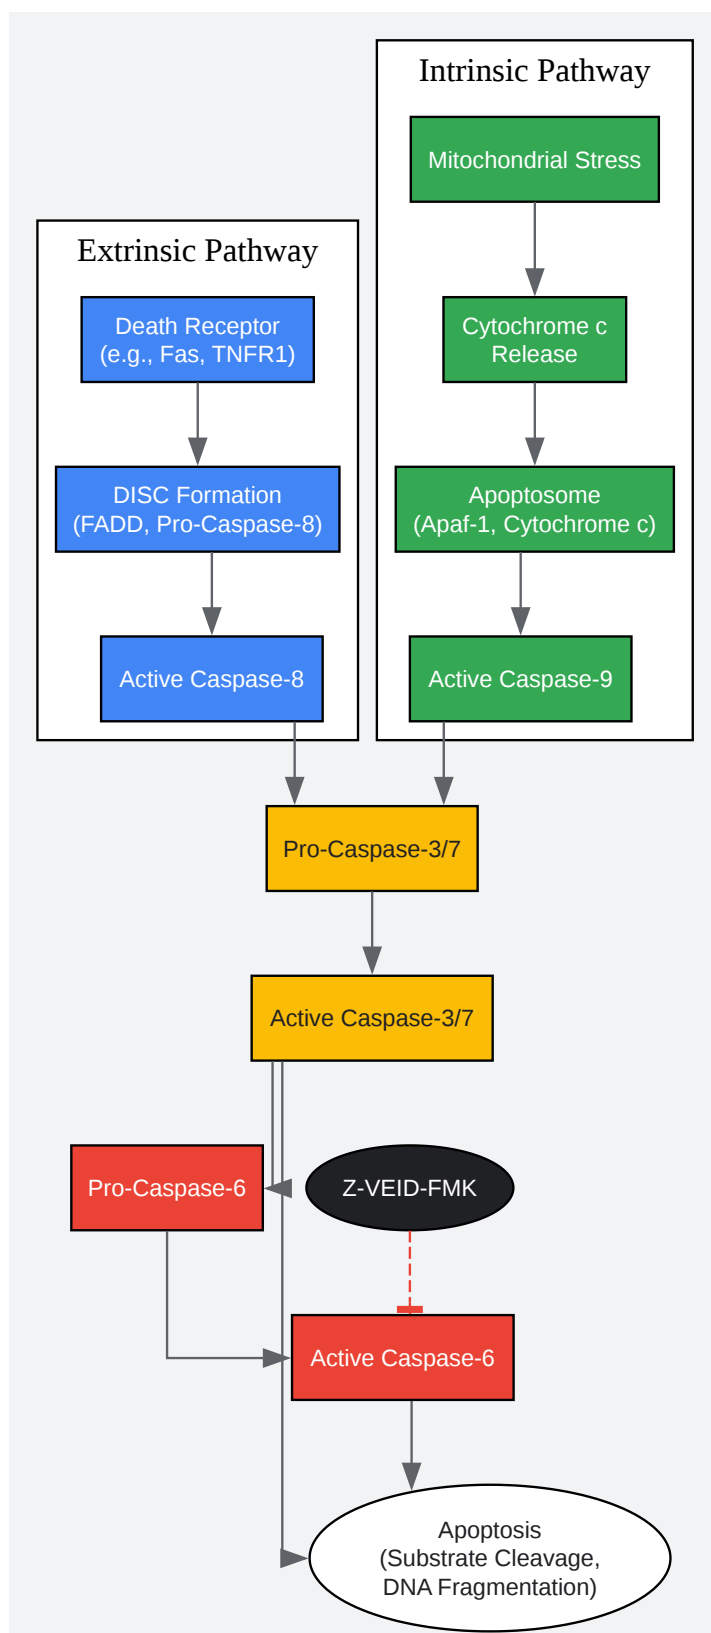 Intrinsic Pathway
Mitochondrial Stress
Extrinsic Pathway
Death Receptor
(e.g., Fas, TNFR1)
Cytochrome c
Release
DISC Formation
(FADD, Pro-Caspase-8)
Apoptosome
(Apaf-1, Cytochrome c)
Active Caspase-8
Active Caspase-9
Pro-Caspase-3/7
Active Caspase-3/7
Pro-Caspase-6
Z-VEID-FMK
Active Caspase-6
Apoptosis
(Substrate Cleavage,
DNA Fragmentation)